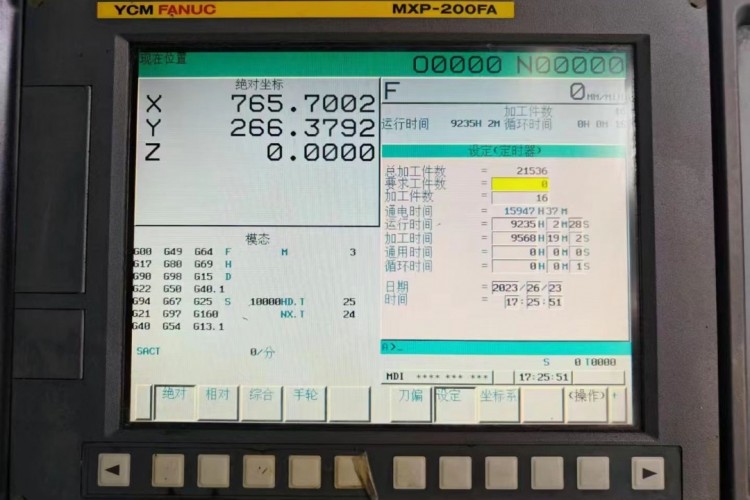 YCM FANUC MXP-200FA
现在位置 O0000 N00000
绝对坐标
X 765.7002
Y 266.3792
Z 0.0000
F 0 MM/MIN
加工件数
运行时间 9235H 2M 循环时间 0H 0M 1S
设定(定时器)
总加工件数 = 21536
要求工件数 = 0
加工件数 = 16
通电时间 = 15947H37M
运行时间 = 9235H 2M28S
加工时间 = 9568H19M 2S
通用时间 = 0H 0M 0S
循环时间 = 0H 0M 1S
日期 = 2023/26/23
时间 = 17:25:51
模态
G00 G49 G64 F M 3
G17 G80 G69 H
G90 G98 G15 D
G22 G50 G40.1
G94 G67 G25 S 10000 HD.T 25
G21 G97 G160 NX.T 24
G40 G54 G13.1
SACT 0/分
A>_
S 0 T0000
MDI **** *** *** 17:25:51
绝对 相对 综合 手轮
刀偏 设定 坐标系 (操作)